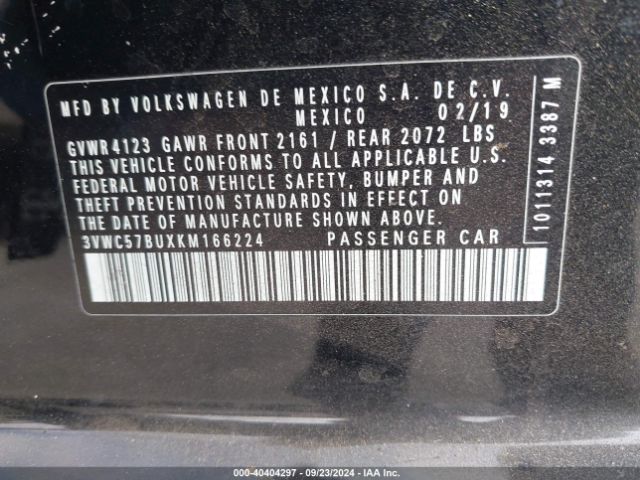 MFD BY VOLKSWAGEN DE MEXICO S.A. DE C.V.
MEXICO 02/19
GVWR 4123 GAWR FRONT 2161 / REAR 2072 LBS
THIS VEHICLE CONFORMS TO ALL APPLICABLE U.S.
FEDERAL MOTOR VEHICLE SAFETY, BUMPER AND
THEFT PREVENTION STANDARDS IN EFFECT ON
THE DATE OF MANUFACTURE SHOWN ABOVE.
3VWC57BUXKM166224 PASSENGER CAR
1011314 3387 M
000-40404297 - 09/23/2024 - IAA Inc.